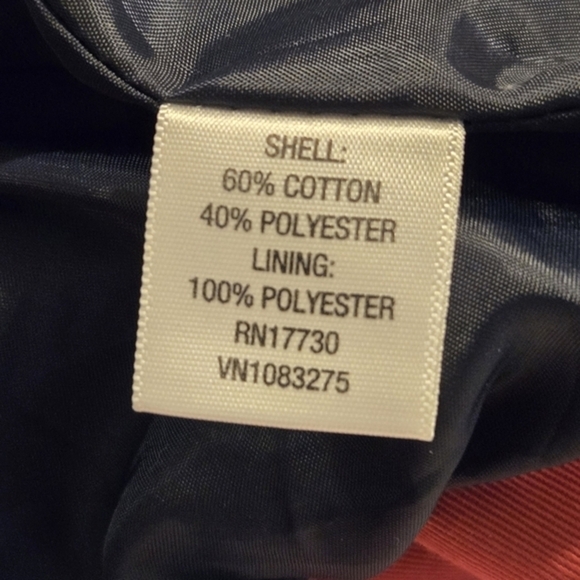 SHELL:
60% COTTON
40% POLYESTER
LINING:
100% POLYESTER
RN17730
VN1083275